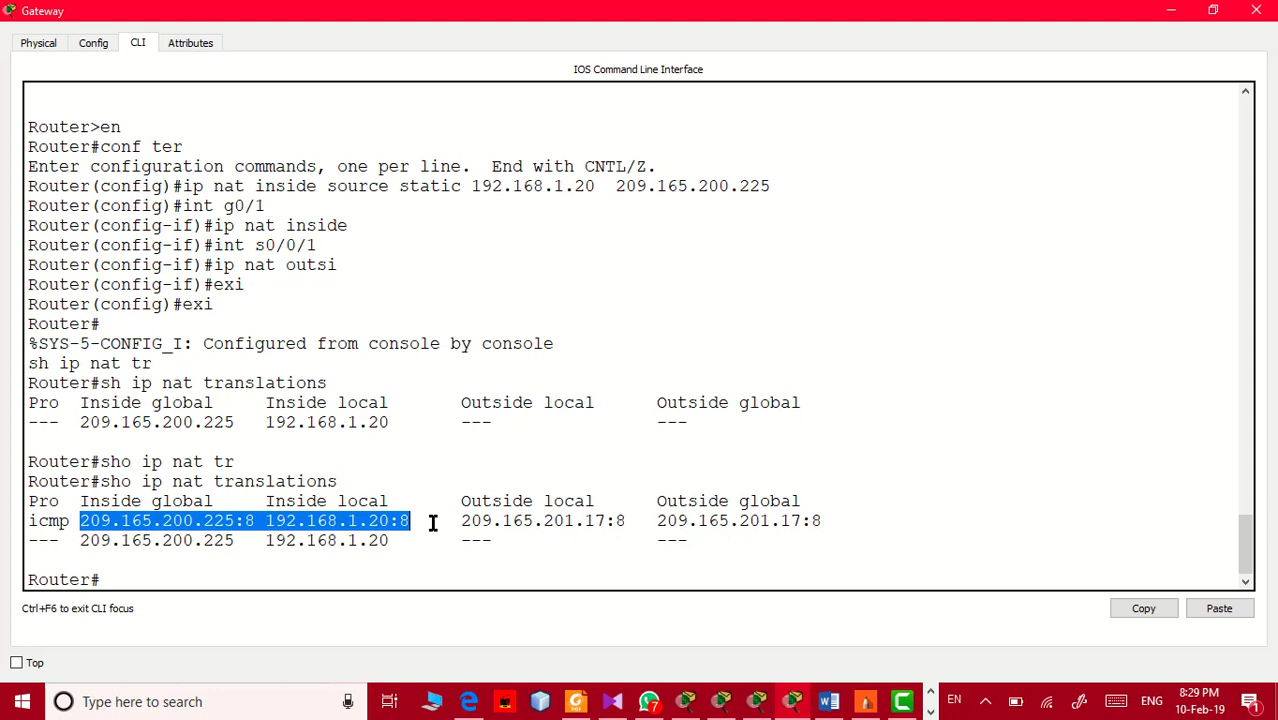 Gateway
Physical Config CLI Attributes
IOS Command Line Interface
Router>en
Router#conf ter
Enter configuration commands, one per line.  End with CNTL/Z.
Router(config)#ip nat inside source static 192.168.1.20  209.165.200.225
Router(config)#int g0/1
Router(config-if)#ip nat inside
Router(config-if)#int s0/0/1
Router(config-if)#ip nat outsi
Router(config-if)#exi
Router(config)#exi
Router#
%SYS-5-CONFIG_I: Configured from console by console
sh ip nat tr
Router#sh ip nat translations
Pro  Inside global     Inside local       Outside local      Outside global
---  209.165.200.225   192.168.1.20       ---                ---
Router#sho ip nat tr
Router#sho ip nat translations
Pro  Inside global     Inside local       Outside local      Outside global
icmp 209.165.200.225:8 192.168.1.20:8     209.165.201.17:8   209.165.201.17:8
---  209.165.200.225   192.168.1.20       ---                ---
Router#
Ctrl+F6 to exit CLI focus
Copy Paste
Top
Type here to search
7
EN
ENG
8:29 PM
10-Feb-19
1